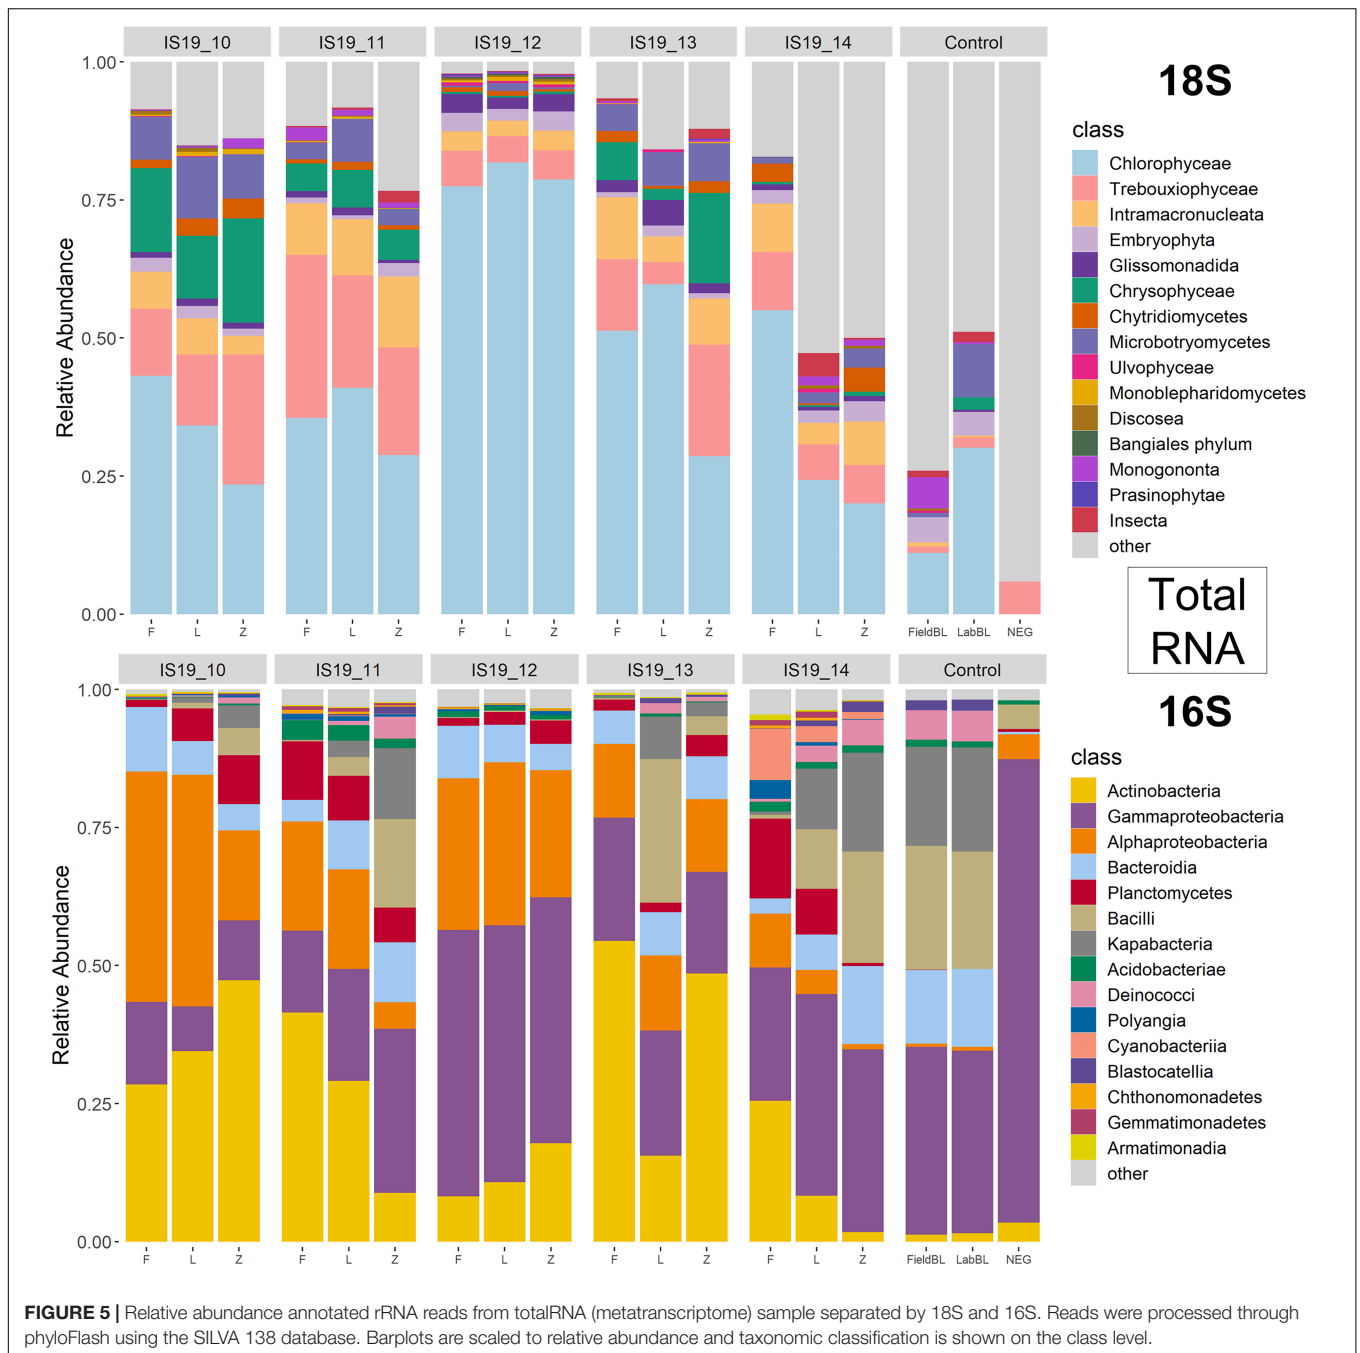 IS19_10 IS19_11 IS19_12 IS19_13 IS19_14 Control
1.00
0.75
0.50
0.25
0.00
Relative Abundance
F L Z F L Z F L Z F L Z F L Z FieldBL LabBL NEG
18S
class
Chlorophyceae
Trebouxiophyceae
Intramacronucleata
Embryophyta
Glissomonadida
Chrysophyceae
Chytridiomycetes
Microbotryomycetes
Ulvophyceae
Monoblepharidomycetes
Discosea
Bangiales phylum
Monogononta
Prasinophytae
Insecta
other
Total
RNA
IS19_10 IS19_11 IS19_12 IS19_13 IS19_14 Control
1.00
0.75
0.50
0.25
0.00
Relative Abundance
F L Z F L Z F L Z F L Z F L Z FieldBL LabBL NEG
16S
class
Actinobacteria
Gammaproteobacteria
Alphaproteobacteria
Bacteroidia
Planctomycetes
Bacilli
Kapabacteria
Acidobacteriae
Deinococci
Polyangia
Cyanobacteriia
Blastocatellia
Chthonomonadetes
Gemmatimonadetes
Armatimonadia
other
FIGURE 5 | Relative abundance annotated rRNA reads from totalRNA (metatranscriptome) sample separated by 18S and 16S. Reads were processed through
phyloFlash using the SILVA 138 database. Barplots are scaled to relative abundance and taxonomic classification is shown on the class level.